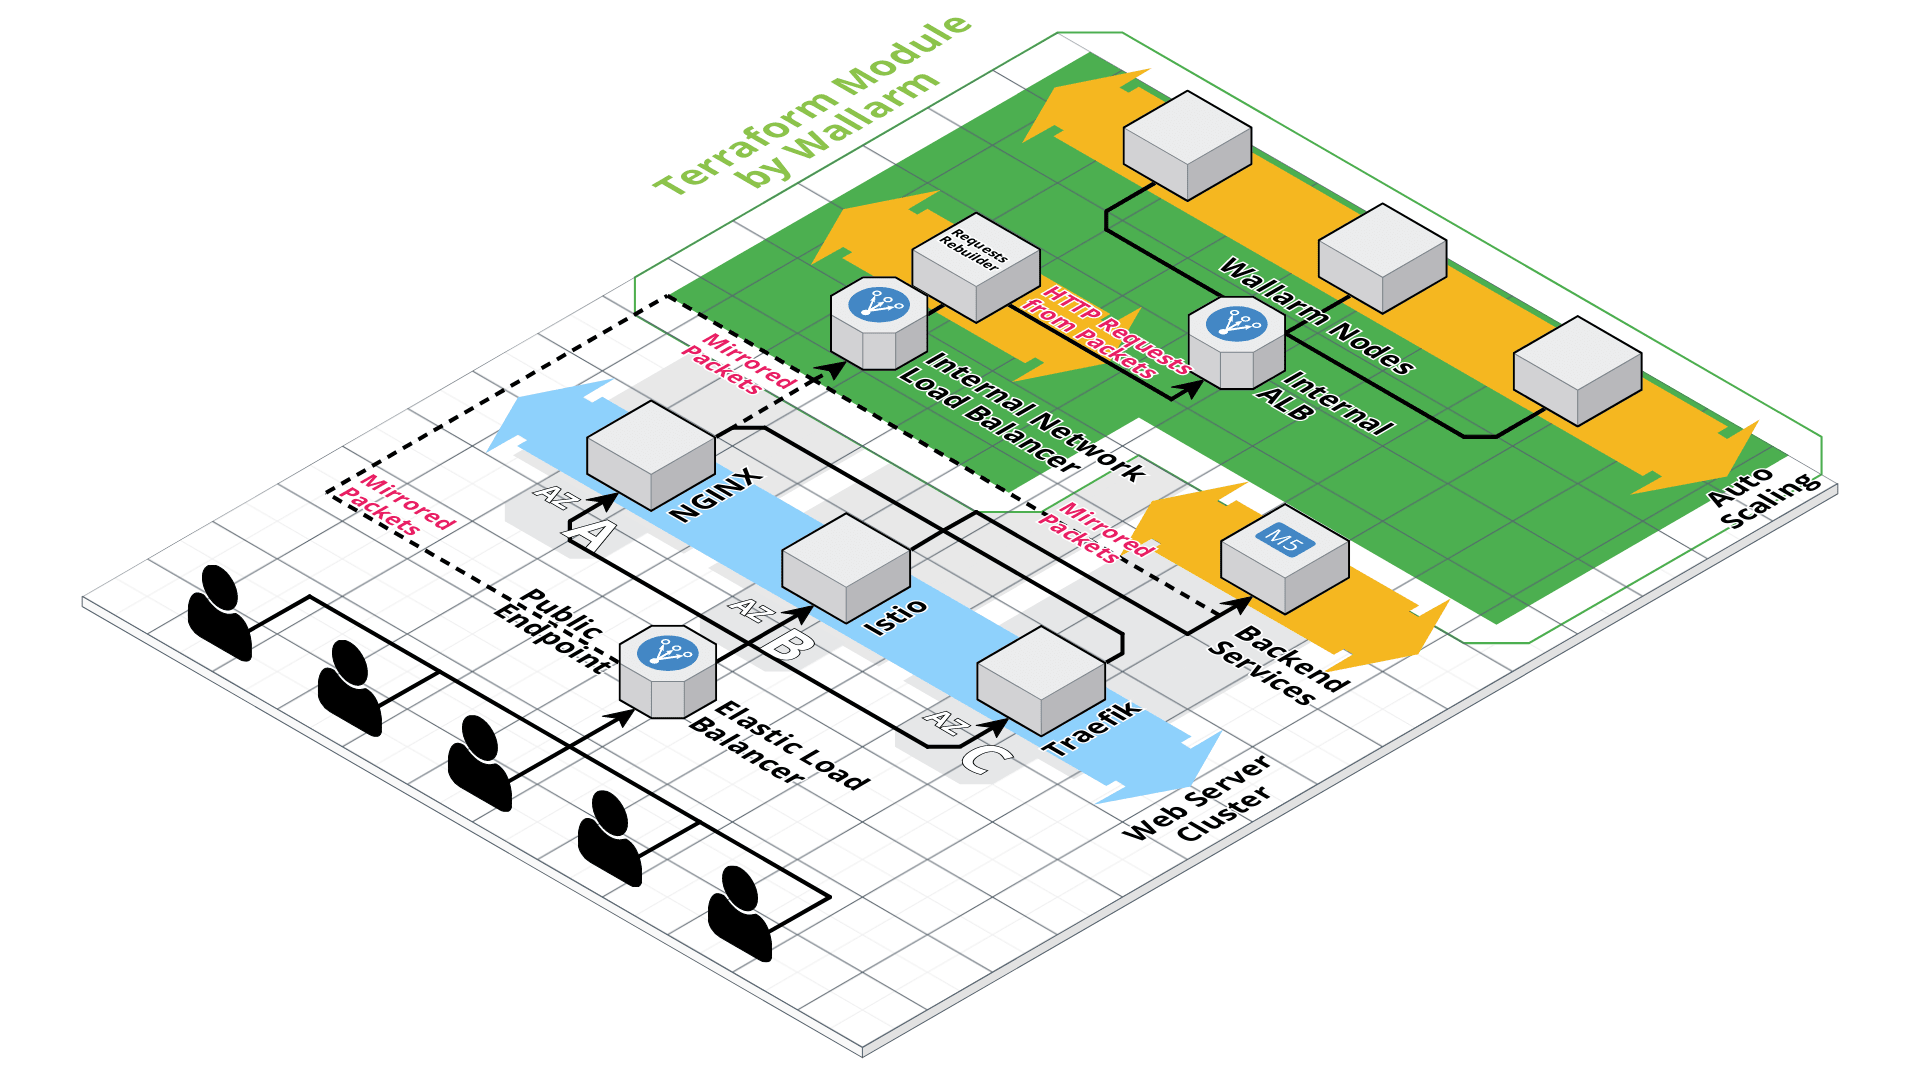 Terraform Module
by Wallarm
Requests
Rebuilder
HTTP Requests
from Packets
Wallarm Nodes
Internal
ALB
Internal Network
Load Balancer
Mirrored
Packets
Mirrored
Packets
Mirrored
Packets
Auto
Scaling
M5
Backend
Services
NGINX
AZ
A
Istio
AZ
B
Traefik
AZ
C
Public
Endpoint
Elastic Load
Balancer
Web Server
Cluster